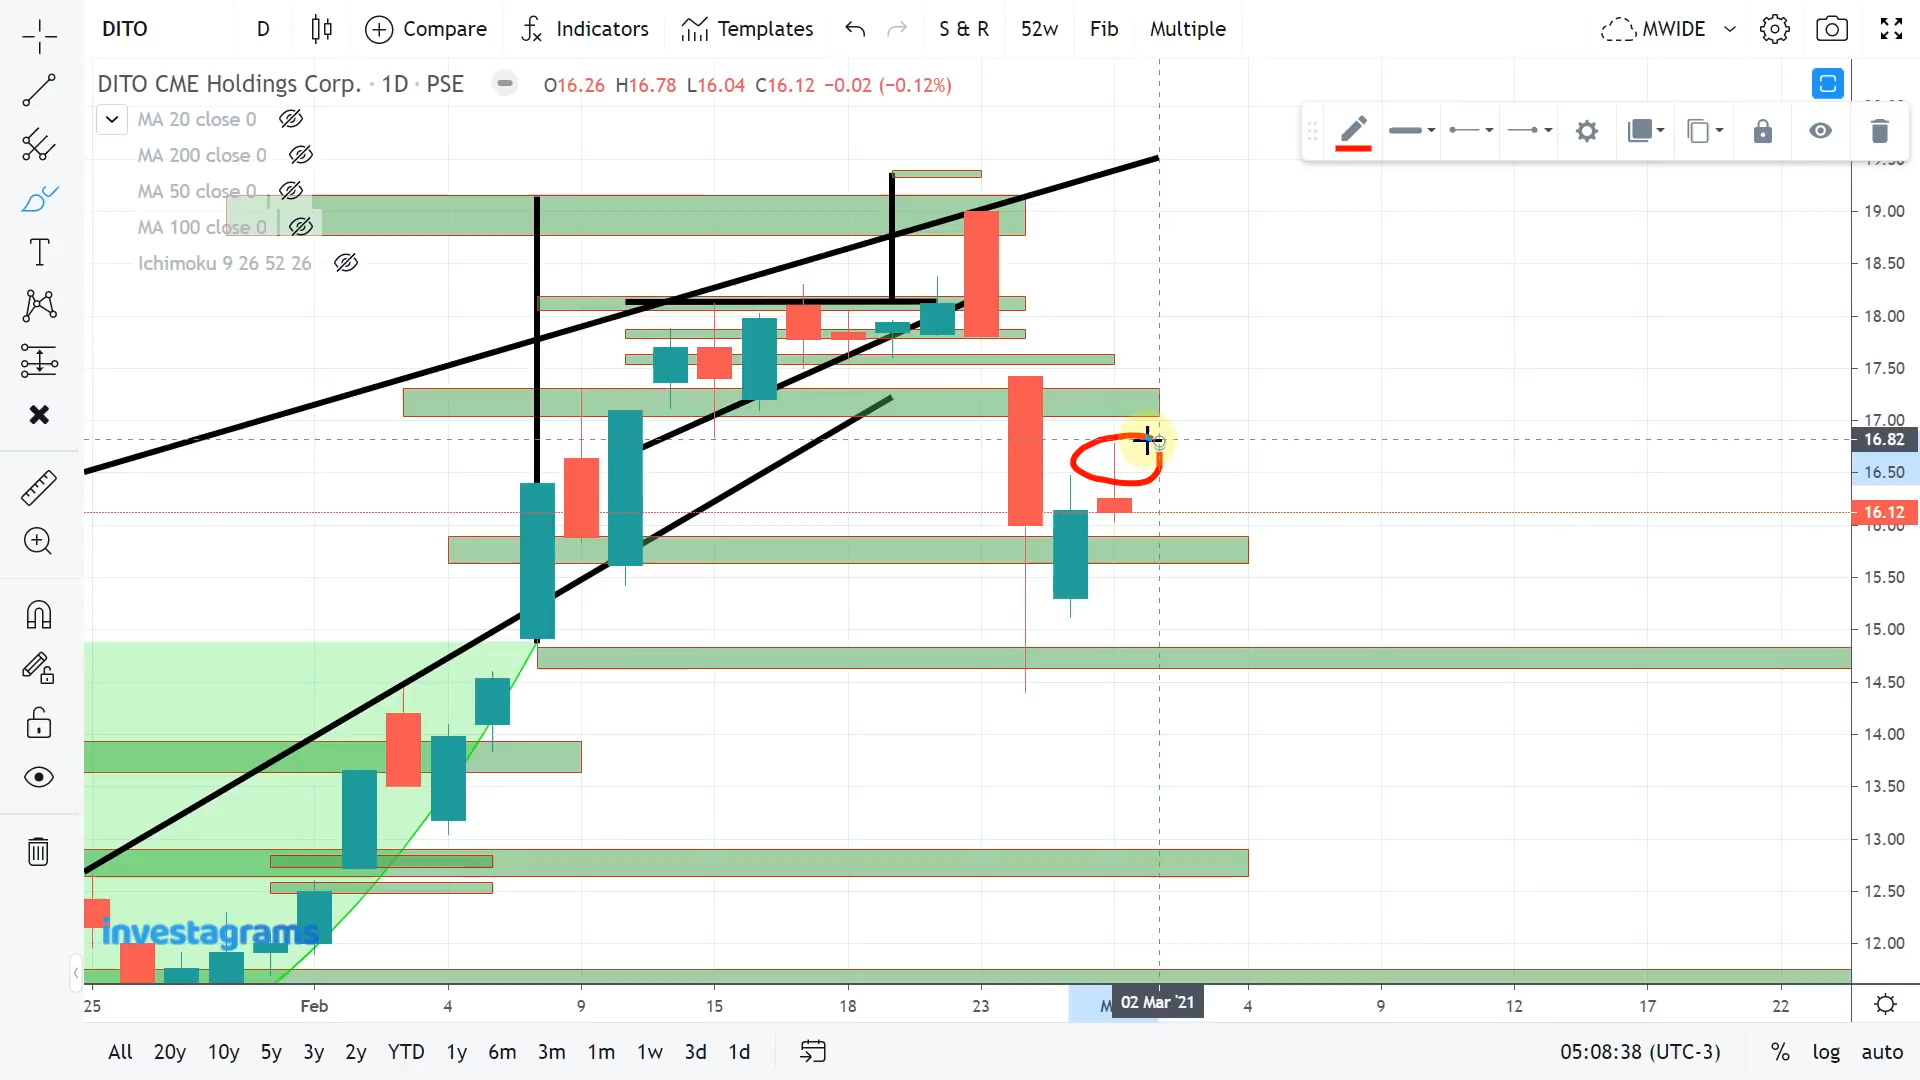 DITO D Compare Indicators Templates S & R 52w Fib Multiple MWIDE
DITO CME Holdings Corp. · 1D · PSE O16.26 H16.78 L16.04 C16.12 −0.02 (−0.12%)
MA 20 close 0
MA 200 close 0
MA 50 close 0
MA 100 close 0
Ichimoku 9 26 52 26
19.00
18.50
18.00
17.50
17.00
16.82
16.50
16.12
16.00
15.50
15.00
14.50
14.00
13.50
13.00
12.50
12.00
investagrams
25 Feb 4 9 15 18 23 02 Mar '21 4 9 12 17 22
All 20y 10y 5y 3y 2y YTD 1y 6m 3m 1m 1w 3d 1d 05:08:38 (UTC-3) % log auto